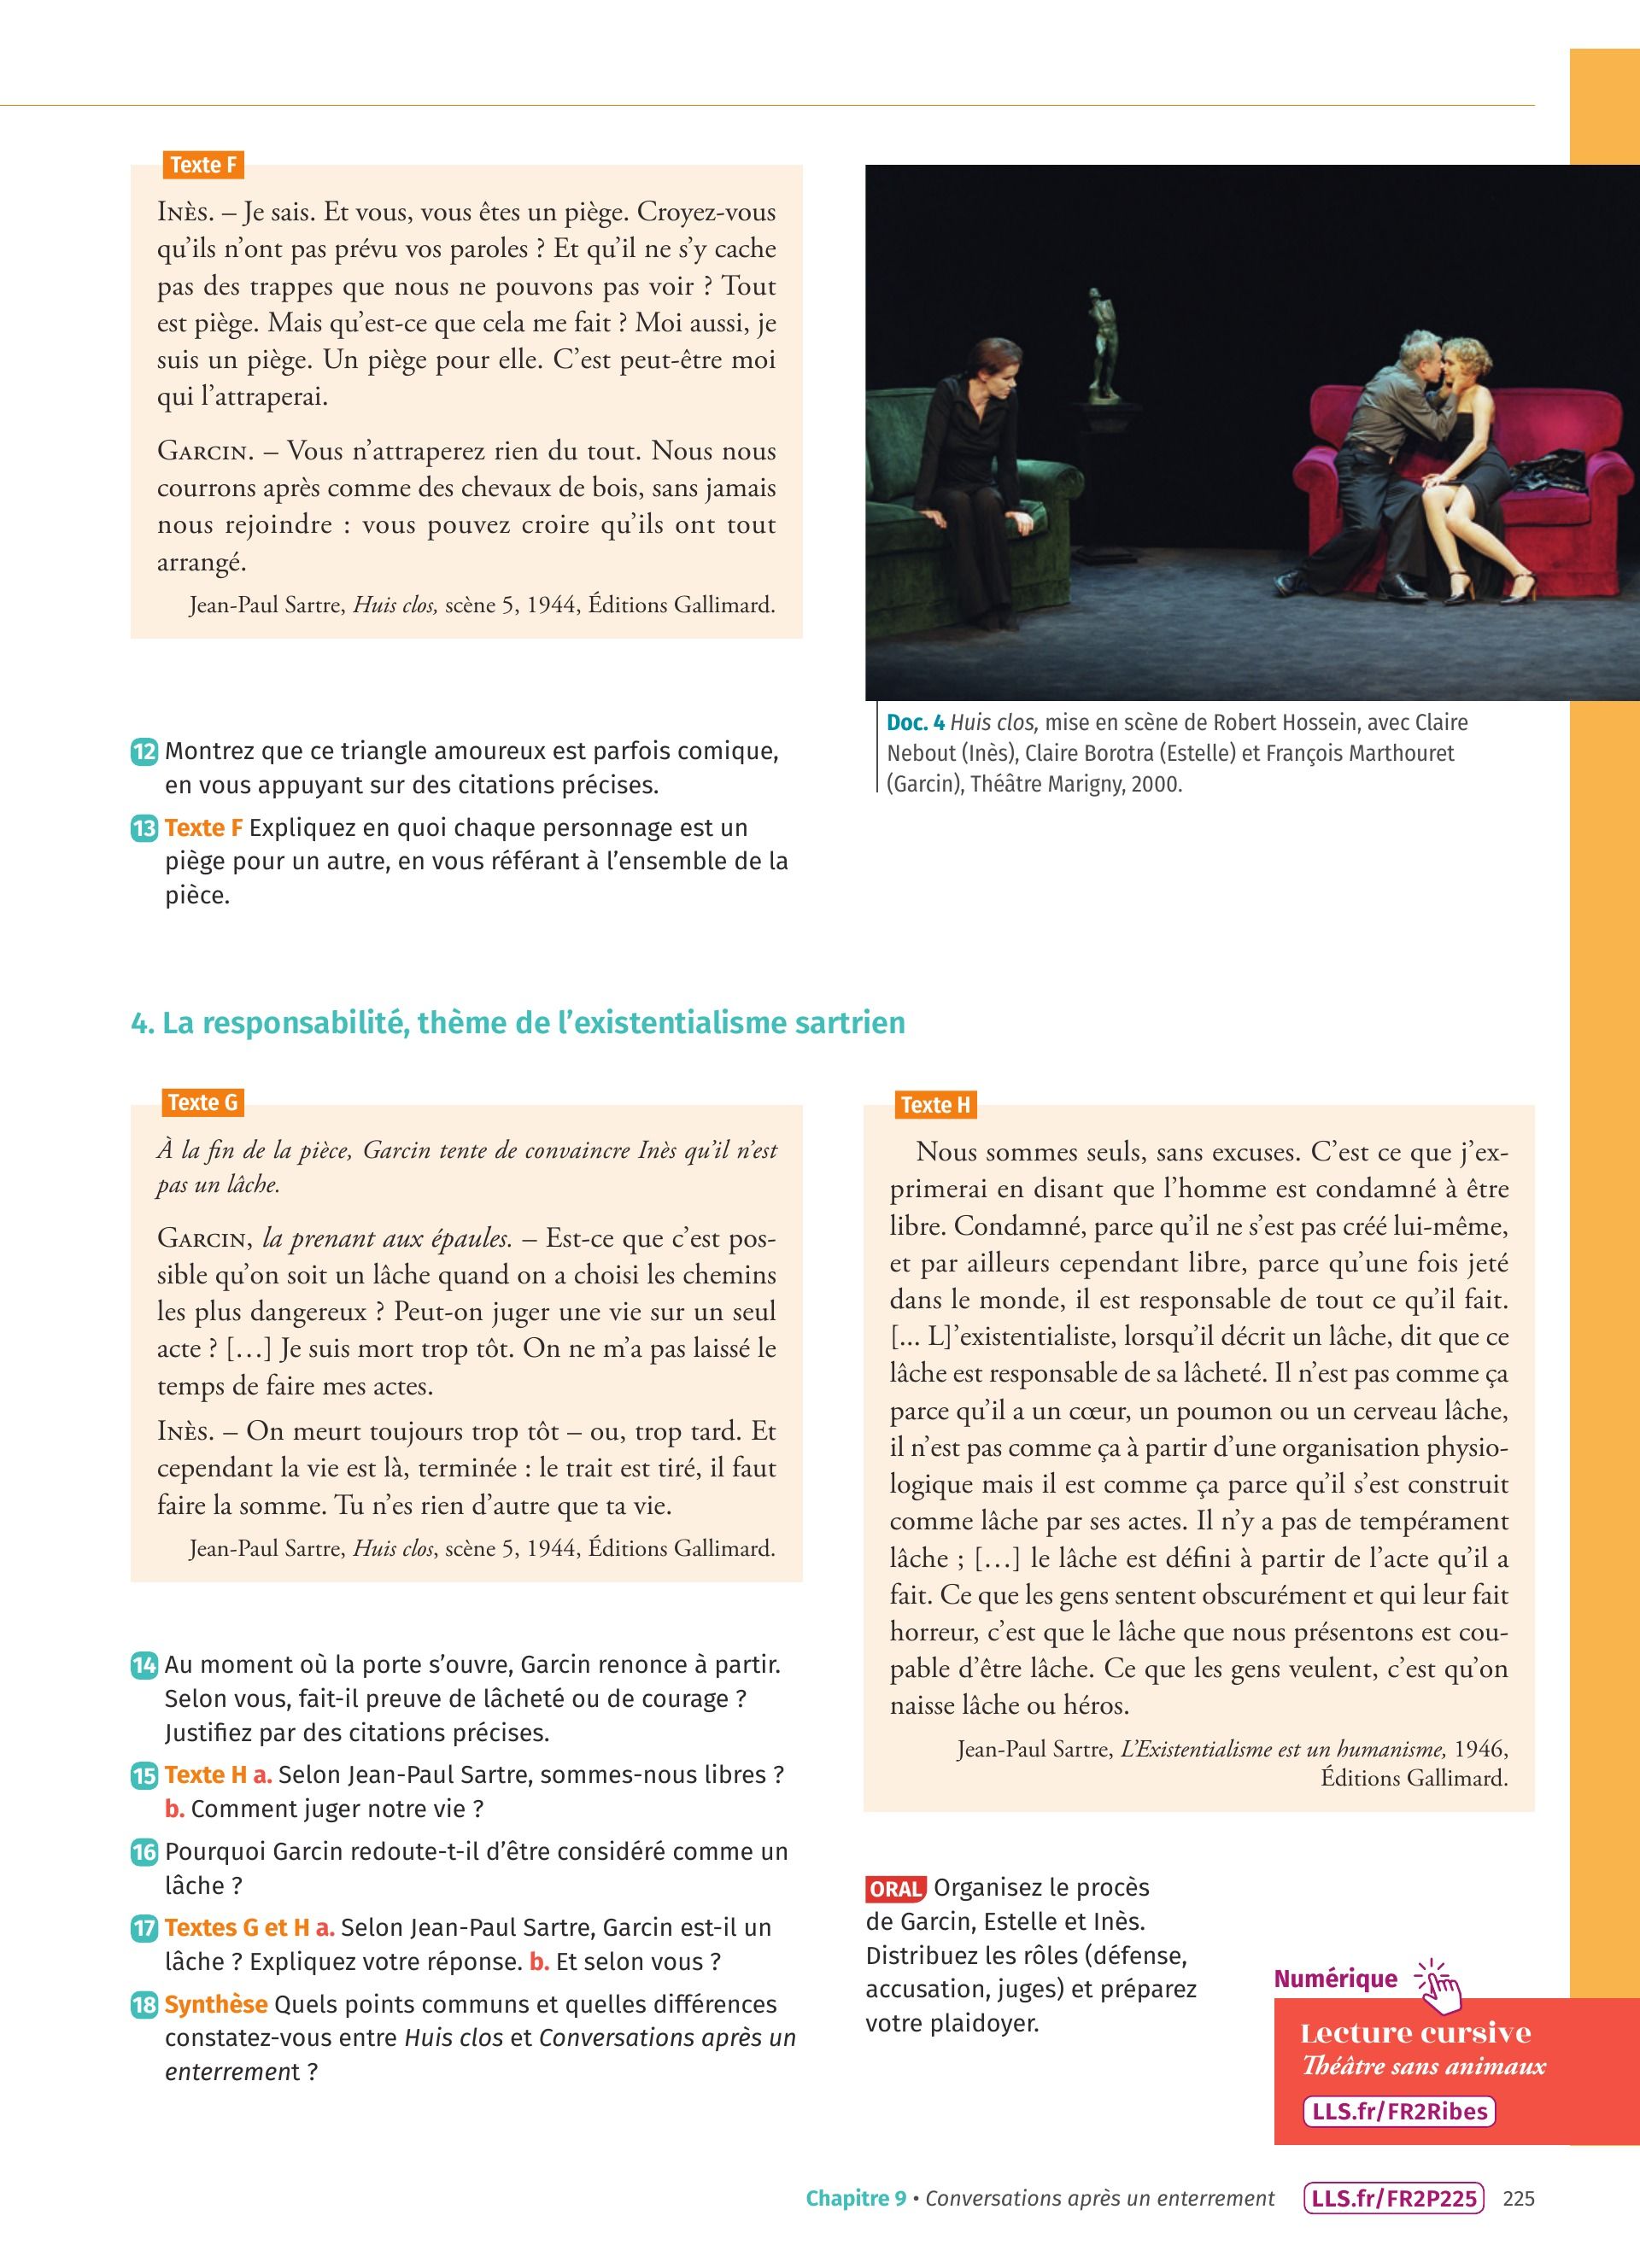 Texte F
INÈS. – Je sais. Et vous, vous êtes un piège. Croyez-vous
qu'ils n'ont pas prévu vos paroles ? Et qu'il ne s'y cache
pas des trappes que nous ne pouvons pas voir ? Tout
est piège. Mais qu'est-ce que cela me fait ? Moi aussi, je
suis un piège. Un piège pour elle. C'est peut-être moi
qui l'attraperai.
GARCIN. – Vous n'attraperez rien du tout. Nous nous
courrons après comme des chevaux de bois, sans jamais
nous rejoindre : vous pouvez croire qu'ils ont tout
arrangé.
Jean-Paul Sartre, Huis clos, scène 5, 1944, Éditions Gallimard.
Doc. 4 Huis clos, mise en scène de Robert Hossein, avec Claire
Nebout (Inès), Claire Borotra (Estelle) et François Marthouret
(Garcin), Théâtre Marigny, 2000.
12 Montrez que ce triangle amoureux est parfois comique,
en vous appuyant sur des citations précises.
13 Texte F Expliquez en quoi chaque personnage est un
piège pour un autre, en vous référant à l'ensemble de la
pièce.
4. La responsabilité, thème de l'existentialisme sartrien
Texte G
À la fin de la pièce, Garcin tente de convaincre Inès qu'il n'est
pas un lâche.
GARCIN, la prenant aux épaules. – Est-ce que c'est pos-
sible qu'on soit un lâche quand on a choisi les chemins
les plus dangereux ? Peut-on juger une vie sur un seul
acte ? […] Je suis mort trop tôt. On ne m'a pas laissé le
temps de faire mes actes.
INÈS. – On meurt toujours trop tôt – ou, trop tard. Et
cependant la vie est là, terminée : le trait est tiré, il faut
faire la somme. Tu n'es rien d'autre que ta vie.
Jean-Paul Sartre, Huis clos, scène 5, 1944, Éditions Gallimard.
14 Au moment où la porte s'ouvre, Garcin renonce à partir.
Selon vous, fait-il preuve de lâcheté ou de courage ?
Justifiez par des citations précises.
15 Texte H a. Selon Jean-Paul Sartre, sommes-nous libres ?
b. Comment juger notre vie ?
16 Pourquoi Garcin redoute-t-il d'être considéré comme un
lâche ?
17 Textes G et H a. Selon Jean-Paul Sartre, Garcin est-il un
lâche ? Expliquez votre réponse. b. Et selon vous ?
18 Synthèse Quels points communs et quelles différences
constatez-vous entre Huis clos et Conversations après un
enterrement ?
Texte H
Nous sommes seuls, sans excuses. C'est ce que j'ex-
primerai en disant que l'homme est condamné à être
libre. Condamné, parce qu'il ne s'est pas créé lui-même,
et par ailleurs cependant libre, parce qu'une fois jeté
dans le monde, il est responsable de tout ce qu'il fait.
[... L]'existentialiste, lorsqu'il décrit un lâche, dit que ce
lâche est responsable de sa lâcheté. Il n'est pas comme ça
parce qu'il a un cœur, un poumon ou un cerveau lâche,
il n'est pas comme ça à partir d'une organisation physio-
logique mais il est comme ça parce qu'il s'est construit
comme lâche par ses actes. Il n'y a pas de tempérament
lâche ; […] le lâche est défini à partir de l'acte qu'il a
fait. Ce que les gens sentent obscurément et qui leur fait
horreur, c'est que le lâche que nous présentons est cou-
pable d'être lâche. Ce que les gens veulent, c'est qu'on
naisse lâche ou héros.
Jean-Paul Sartre, L'Existentialisme est un humanisme, 1946,
Éditions Gallimard.
ORAL Organisez le procès
de Garcin, Estelle et Inès.
Distribuez les rôles (défense,
accusation, juges) et préparez
votre plaidoyer.
Numérique
Lecture cursive
Théâtre sans animaux
LLS.fr/FR2Ribes
Chapitre 9 • Conversations après un enterrement LLS.fr/FR2P225 225